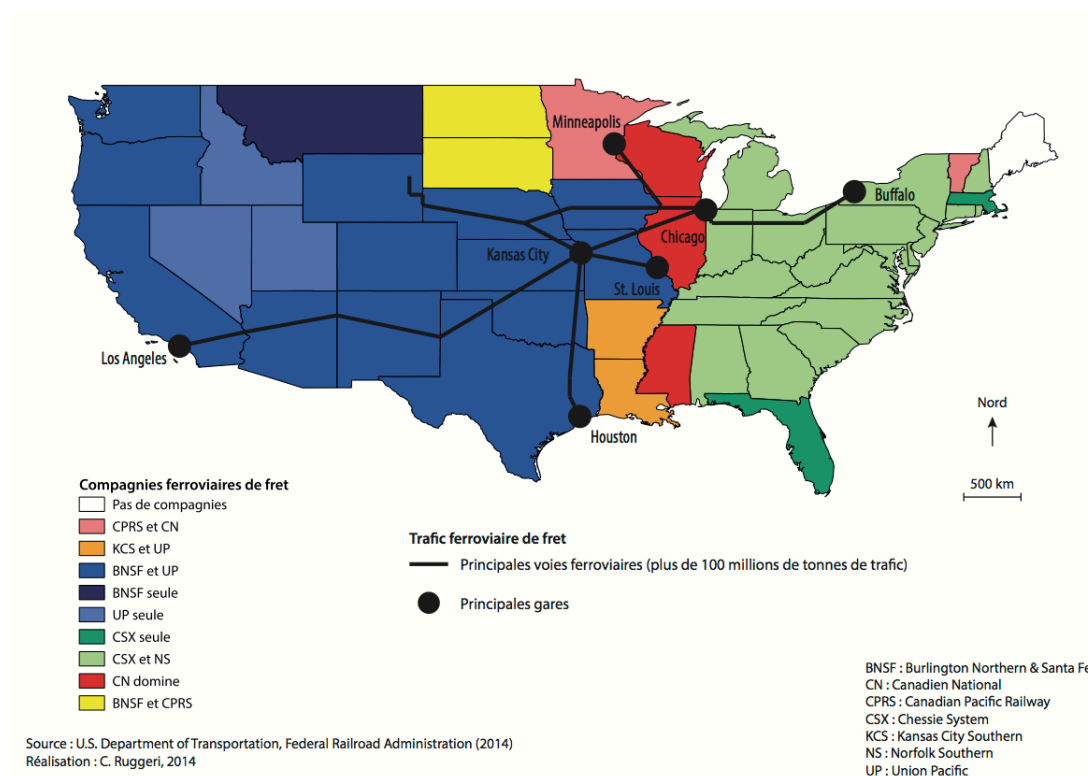 Minneapolis
Buffalo
Chicago
Kansas City
St. Louis
Los Angeles
Houston
Nord
500 km
Compagnies ferroviaires de fret
Pas de compagnies
CPRS et CN
KCS et UP
BNSF et UP
BNSF seule
UP seule
CSX seule
CSX et NS
CN domine
BNSF et CPRS
Trafic ferroviaire de fret
Principales voies ferroviaires (plus de 100 millions de tonnes de trafic)
Principales gares
BNSF : Burlington Northern & Santa Fe
CN : Canadien National
CPRS : Canadian Pacific Railway
CSX : Chessie System
KCS : Kansas City Southern
NS : Norfolk Southern
UP : Union Pacific
Source : U.S. Department of Transportation, Federal Railroad Administration (2014)
Réalisation : C. Ruggeri, 2014